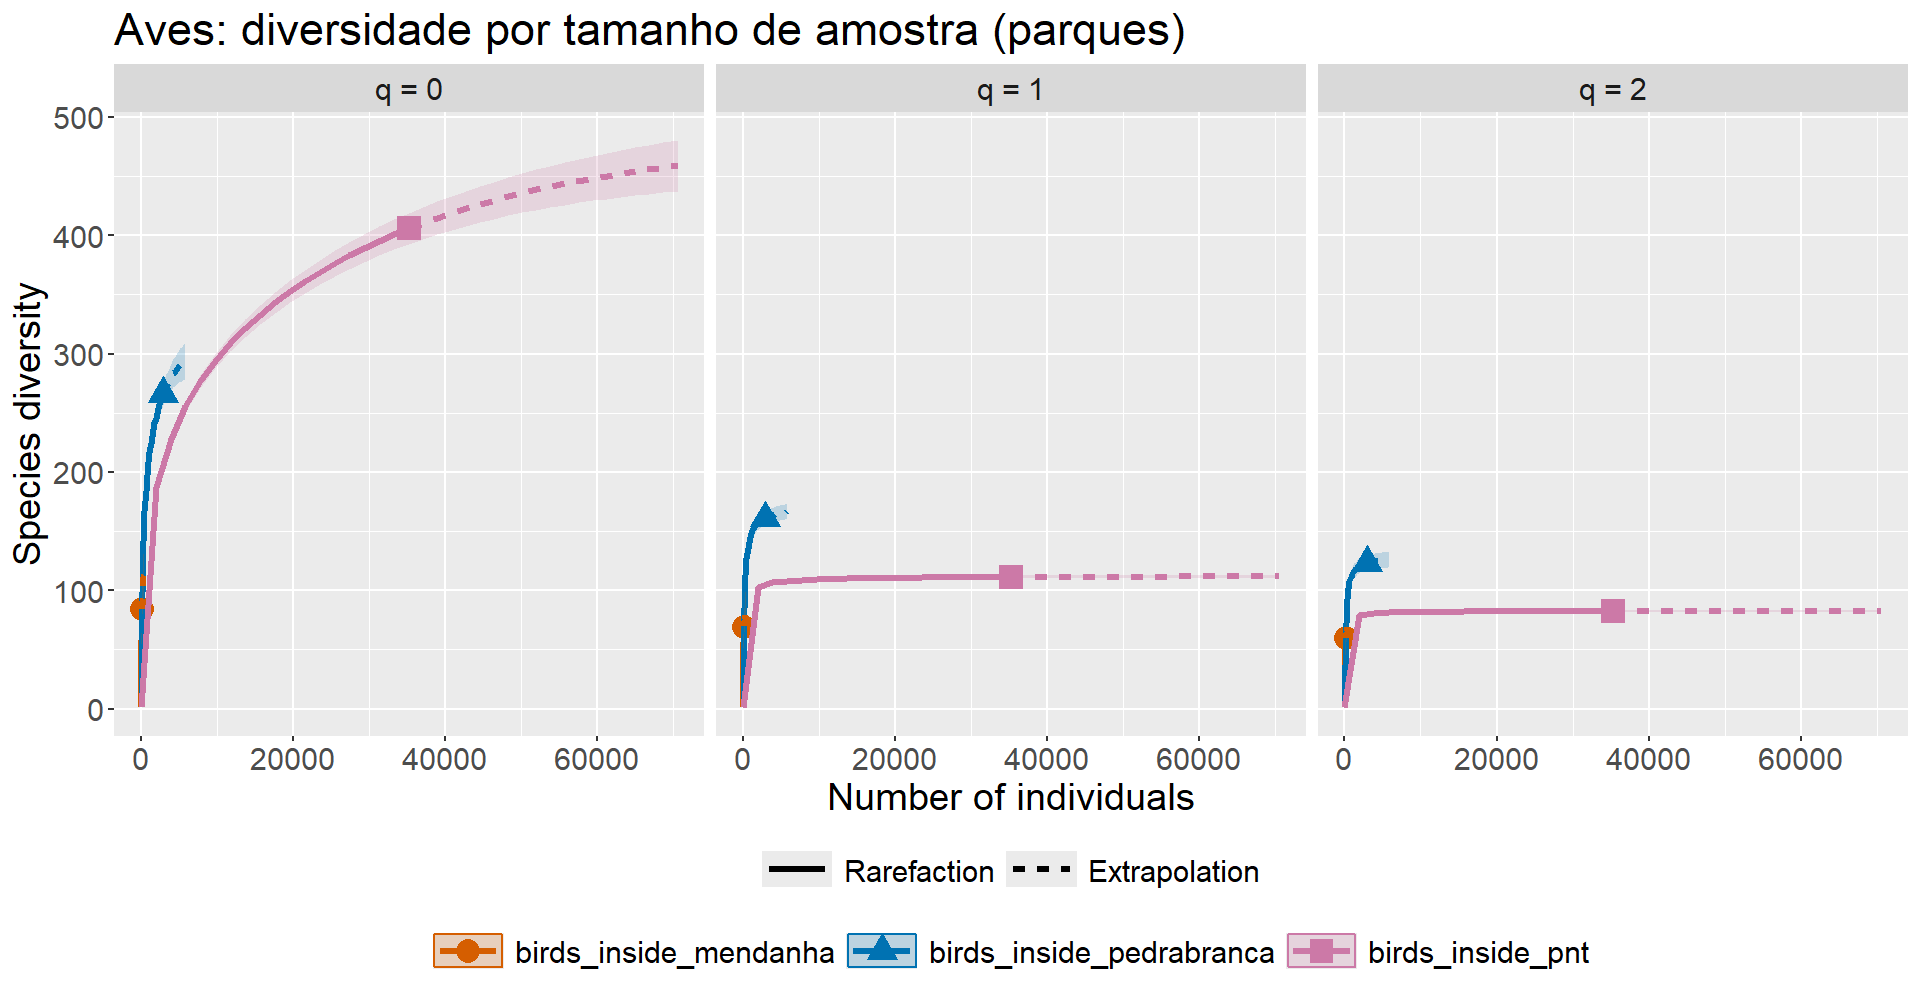 Aves: diversidade por tamanho de amostra (parques)
q = 0
q = 1
q = 2
Species diversity
500
400
300
200
100
0
0 20000 40000 60000
0 20000 40000 60000
0 20000 40000 60000
Number of individuals
Rarefaction Extrapolation
birds_inside_mendanha birds_inside_pedrabranca birds_inside_pnt